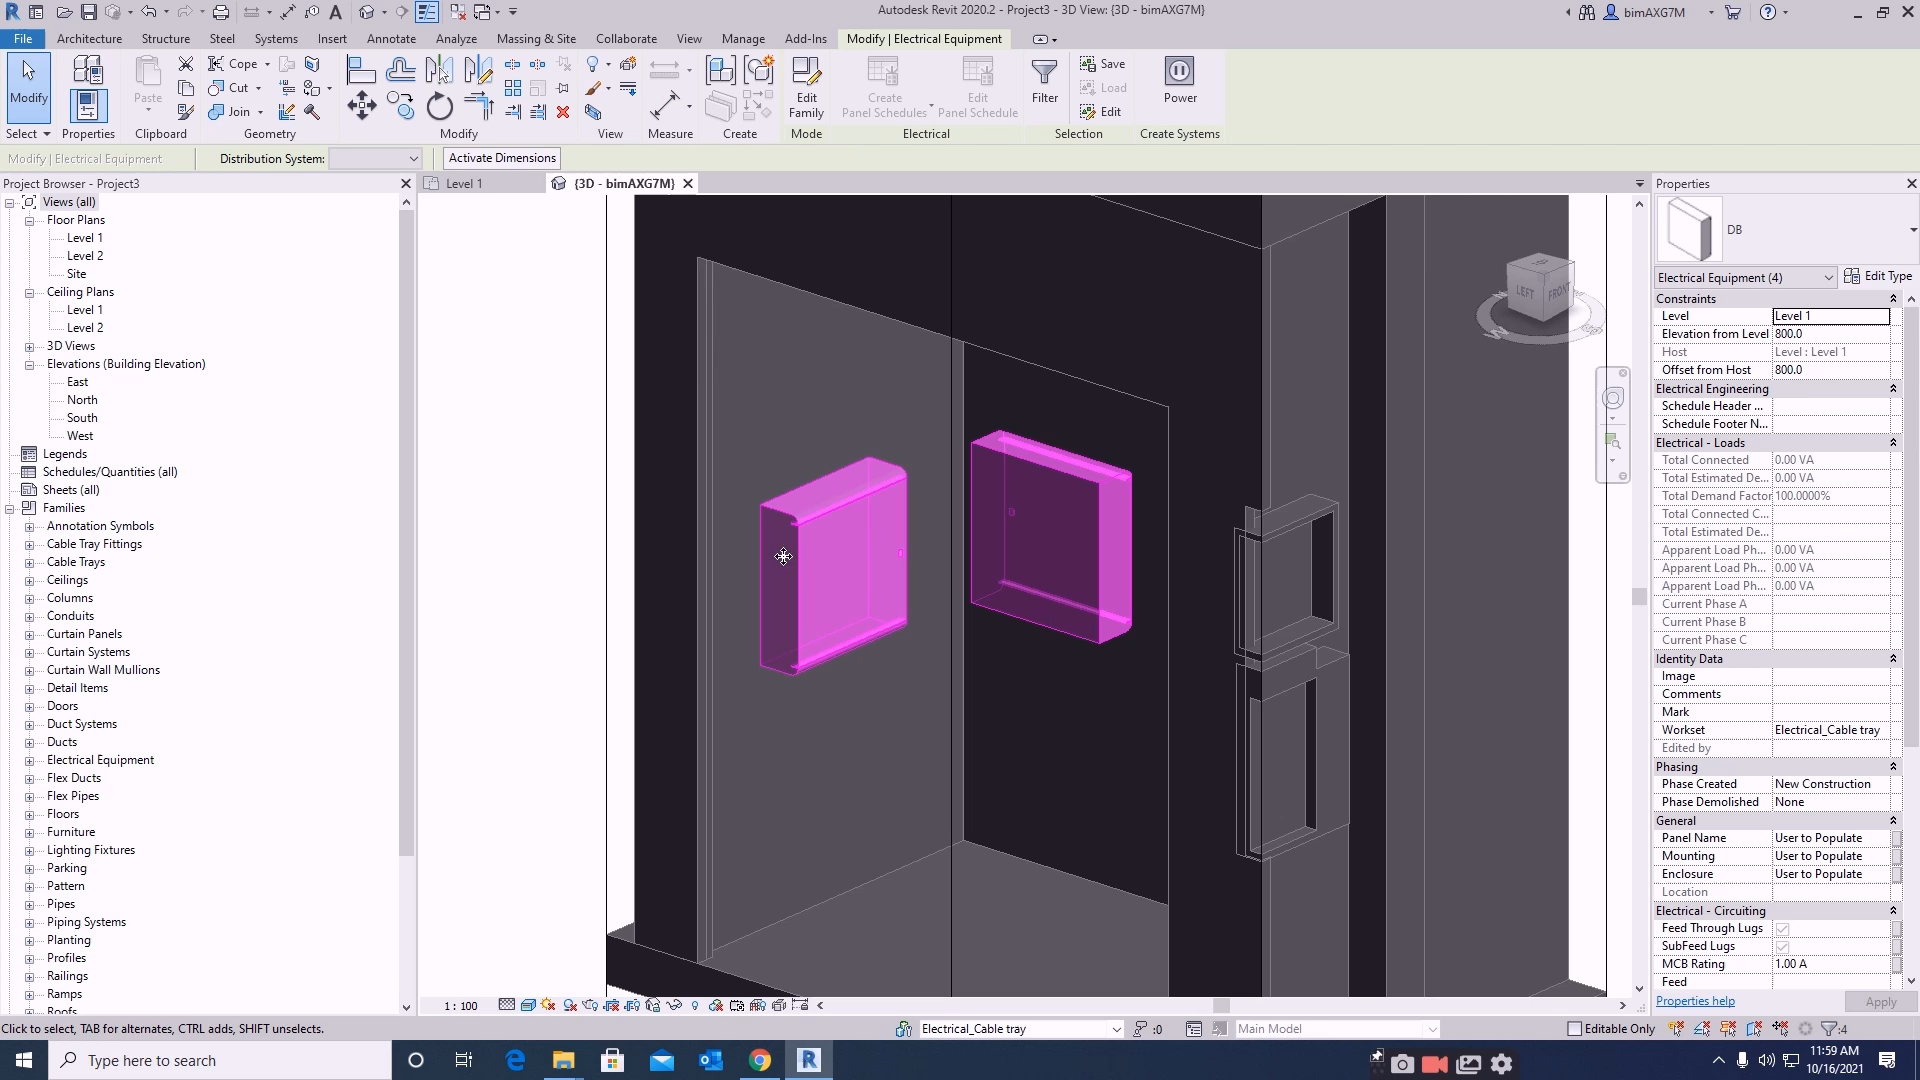 Autodesk Revit 2020.2 - Project3 - 3D View: {3D - bimAXG7M}
bimAXG7M
File Architecture Structure Steel Systems Insert Annotate Analyze Massing & Site Collaborate View Manage Add-Ins Modify | Electrical Equipment
Modify Paste Cope Cut Join Edit Family Create Panel Schedules Edit Panel Schedule Filter Save Load Edit Power
Select Properties Clipboard Geometry Modify View Measure Create Mode Electrical Selection Create Systems
Modify | Electrical Equipment Distribution System: Activate Dimensions
Project Browser - Project3
Views (all)
Floor Plans
Level 1
Level 2
Site
Ceiling Plans
Level 1
Level 2
3D Views
Elevations (Building Elevation)
East
North
South
West
Legends
Schedules/Quantities (all)
Sheets (all)
Families
Annotation Symbols
Cable Tray Fittings
Cable Trays
Ceilings
Columns
Conduits
Curtain Panels
Curtain Systems
Curtain Wall Mullions
Detail Items
Doors
Duct Systems
Ducts
Electrical Equipment
Flex Ducts
Flex Pipes
Floors
Furniture
Lighting Fixtures
Parking
Pattern
Pipes
Piping Systems
Planting
Profiles
Railings
Ramps
Roofs
Level 1 {3D - bimAXG7M}
LEFT FRONT
1 : 100
Properties
DB
Electrical Equipment (4) Edit Type
Constraints
Level Level 1
Elevation from Level 800.0
Host Level : Level 1
Offset from Host 800.0
Electrical Engineering
Schedule Header ...
Schedule Footer N...
Electrical - Loads
Total Connected 0.00 VA
Total Estimated De... 0.00 VA
Total Demand Factor 100.0000%
Total Connected C...
Total Estimated De...
Apparent Load Ph... 0.00 VA
Apparent Load Ph... 0.00 VA
Apparent Load Ph... 0.00 VA
Current Phase A
Current Phase B
Current Phase C
Identity Data
Image
Comments
Mark
Workset Electrical_Cable tray
Edited by
Phasing
Phase Created New Construction
Phase Demolished None
General
Panel Name User to Populate
Mounting User to Populate
Enclosure User to Populate
Location
Electrical - Circuiting
Feed Through Lugs
SubFeed Lugs
MCB Rating 1.00 A
Feed
Properties help Apply
Click to select, TAB for alternates, CTRL adds, SHIFT unselects. Electrical_Cable tray :0 Main Model Editable Only :4
Type here to search
11:59 AM
10/16/2021